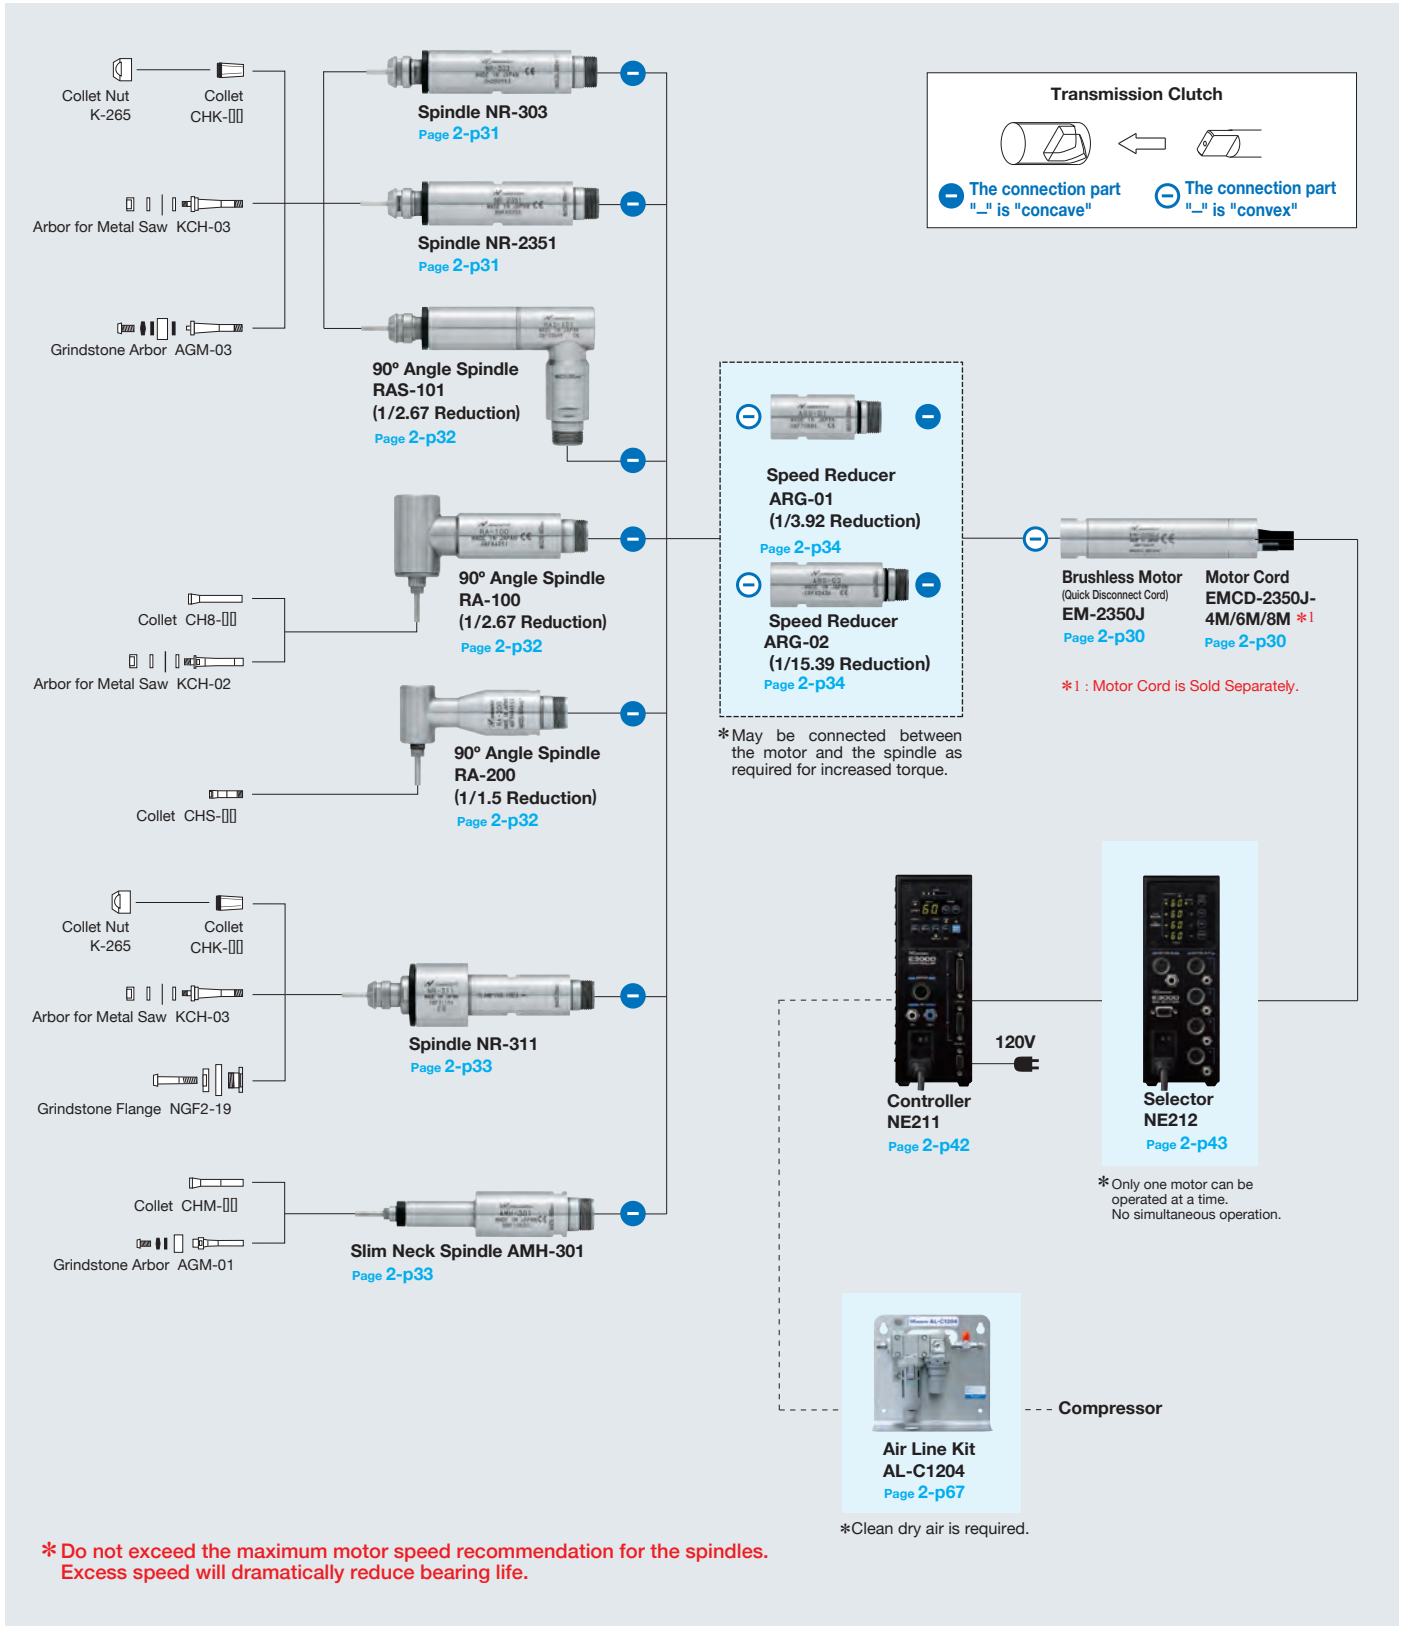 Collet Nut
K-265
Collet
CHK-▯▯
Spindle NR-303
Page 2-p31
Transmission Clutch
The connection part
"–" is "concave"
The connection part
"–" is "convex"
Arbor for Metal Saw KCH-03
Spindle NR-2351
Page 2-p31
Grindstone Arbor AGM-03
90º Angle Spindle
RAS-101
(1/2.67 Reduction)
Page 2-p32
Speed Reducer
ARG-01
(1/3.92 Reduction)
Page 2-p34
Speed Reducer
ARG-02
(1/15.39 Reduction)
Page 2-p34
*May be connected between
the motor and the spindle as
required for increased torque.
Brushless Motor
(Quick Disconnect Cord)
EM-2350J
Page 2-p30
Motor Cord
EMCD-2350J-
4M/6M/8M *1
Page 2-p30
*1 : Motor Cord is Sold Separately.
90º Angle Spindle
RA-100
(1/2.67 Reduction)
Page 2-p32
Collet CH8-▯▯
Arbor for Metal Saw KCH-02
90º Angle Spindle
RA-200
(1/1.5 Reduction)
Page 2-p32
Collet CHS-▯▯
Collet Nut
K-265
Collet
CHK-▯▯
Arbor for Metal Saw KCH-03
Spindle NR-311
Page 2-p33
Grindstone Flange NGF2-19
Collet CHM-▯▯
Grindstone Arbor AGM-01
Slim Neck Spindle AMH-301
Page 2-p33
60
E3000
120V
Controller
NE211
Page 2-p42
E3000
Selector
NE212
Page 2-p43
*Only one motor can be
operated at a time.
No simultaneous operation.
AL-C1204
Compressor
Air Line Kit
AL-C1204
Page 2-p67
*Clean dry air is required.
* Do not exceed the maximum motor speed recommendation for the spindles.
Excess speed will dramatically reduce bearing life.